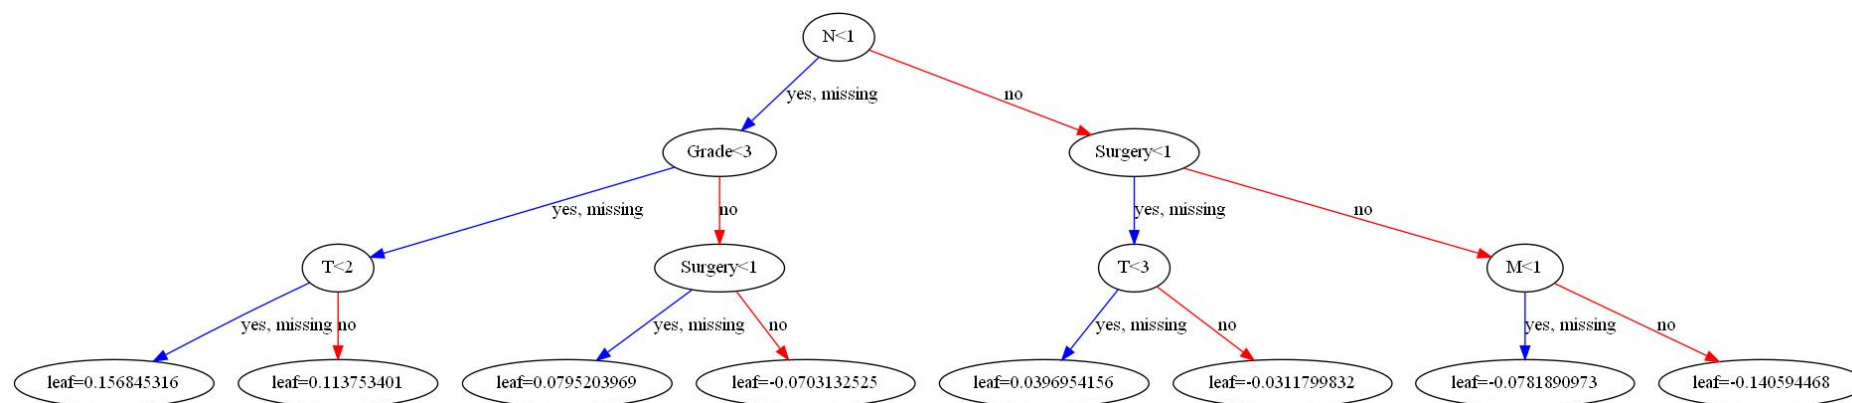 N<1
yes, missing
no
Grade<3
Surgery<1
yes, missing
no
yes, missing
no
T<2
Surgery<1
T<3
M<1
yes, missing
no
yes, missing
no
yes, missing
no
yes, missing
no
leaf=0.156845316
leaf=0.113753401
leaf=0.0795203969
leaf=-0.0703132525
leaf=0.0396954156
leaf=-0.0311799832
leaf=-0.0781890973
leaf=-0.140594468